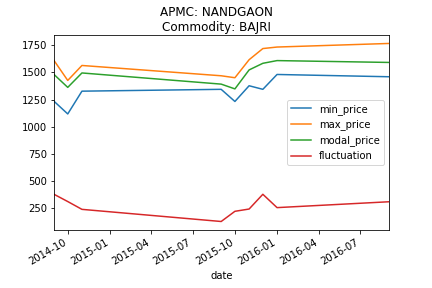 APMC: NANDGAON
Commodity: BAJRI
1750
1500
1250
1000
750
500
250
min_price
max_price
modal_price
fluctuation
2014-10
2015-01
2015-04
2015-07
2015-10
2016-01
2016-04
2016-07
date